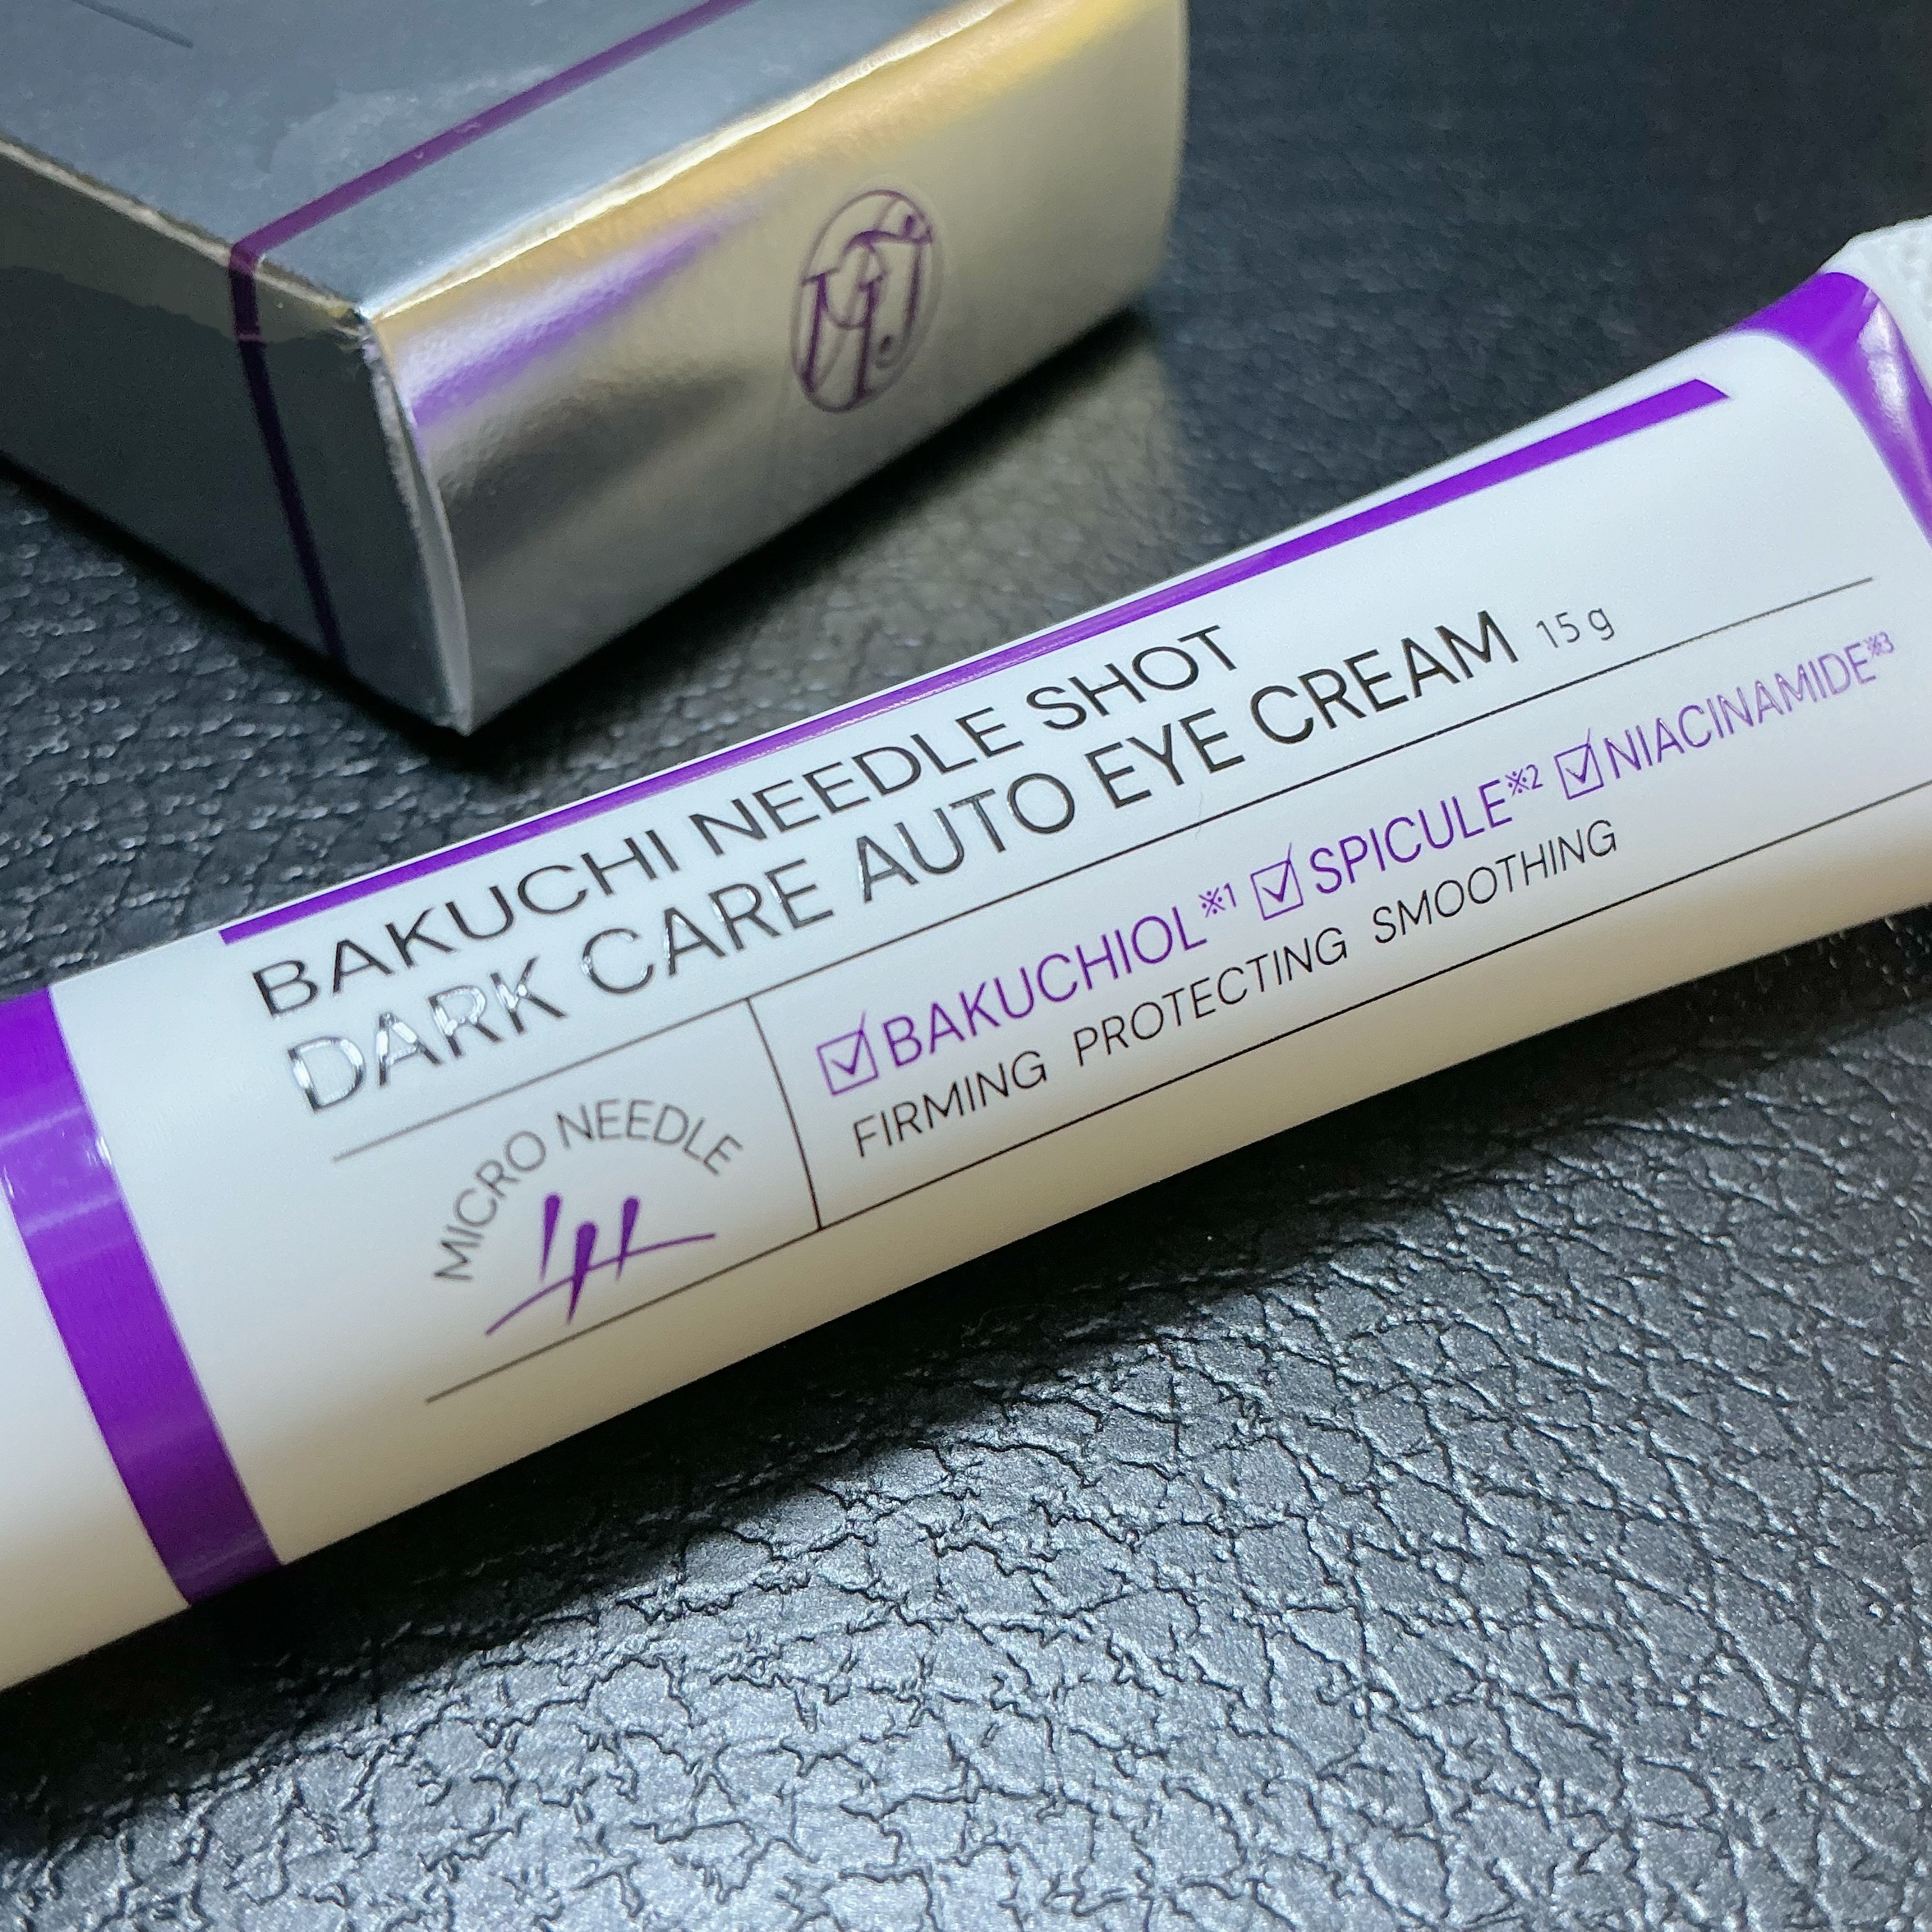 BAKUCHI NEEDLE SHOT
DARK CARE AUTO EYE CREAM 15 g
MICRO NEEDLE
☑BAKUCHIOL※1 ☑SPICULE※2 ☑NIACINAMIDE※3
FIRMING PROTECTING SMOOTHING